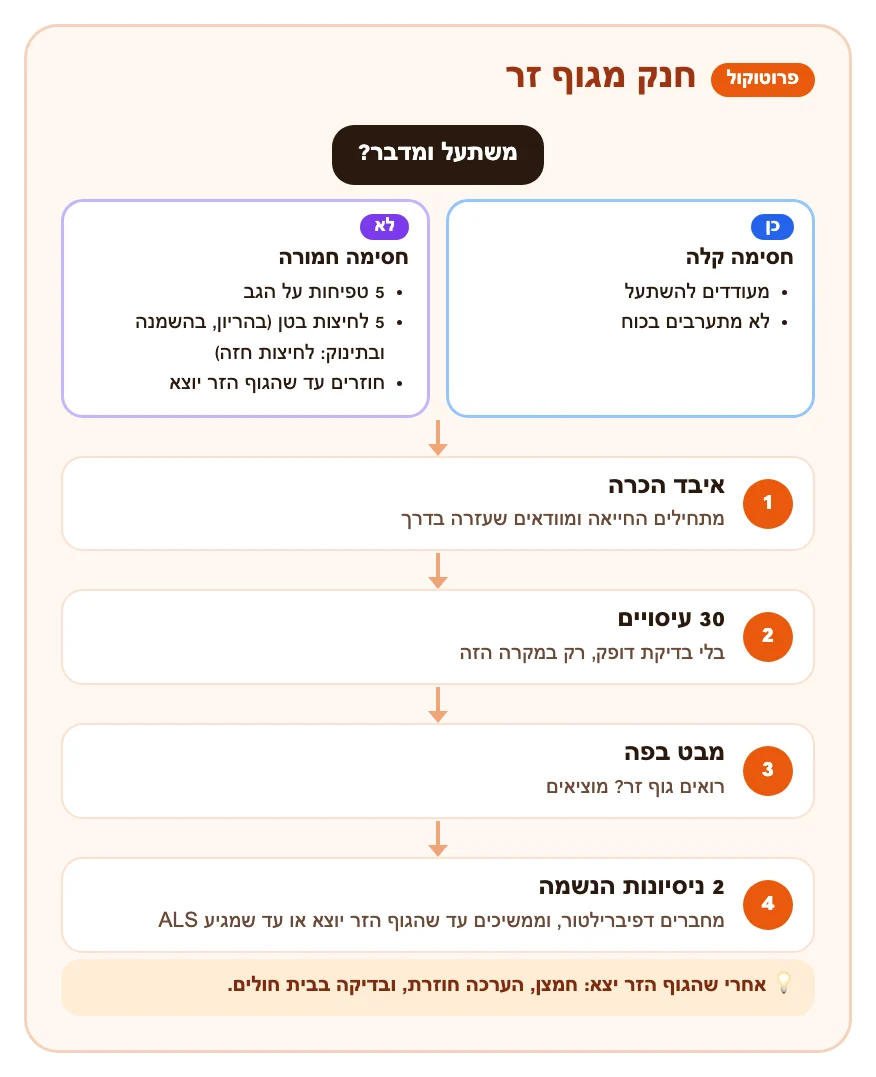 פרוטוקול חנק מגוף זר
משתעל ומדבר?
כן
חסימה קלה
• מעודדים להשתעל
• לא מתערבים בכוח
לא
חסימה חמורה
• 5 טפיחות על הגב
• 5 לחיצות בטן (בהריון, בהשמנה
ובתינוק: לחיצות חזה)
• חוזרים עד שהגוף הזר יוצא
1
איבד הכרה
מתחילים החייאה ומוודאים שעזרה בדרך
2
30 עיסויים
בלי בדיקת דופק, רק במקרה הזה
3
מבט בפה
רואים גוף זר? מוציאים
4
2 ניסיונות הנשמה
מחברים דפיברילטור, וממשיכים עד שהגוף הזר יוצא או עד שמגיע ALS
💡 אחרי שהגוף הזר יצא: חמצן, הערכה חוזרת, ובדיקה בבית חולים.